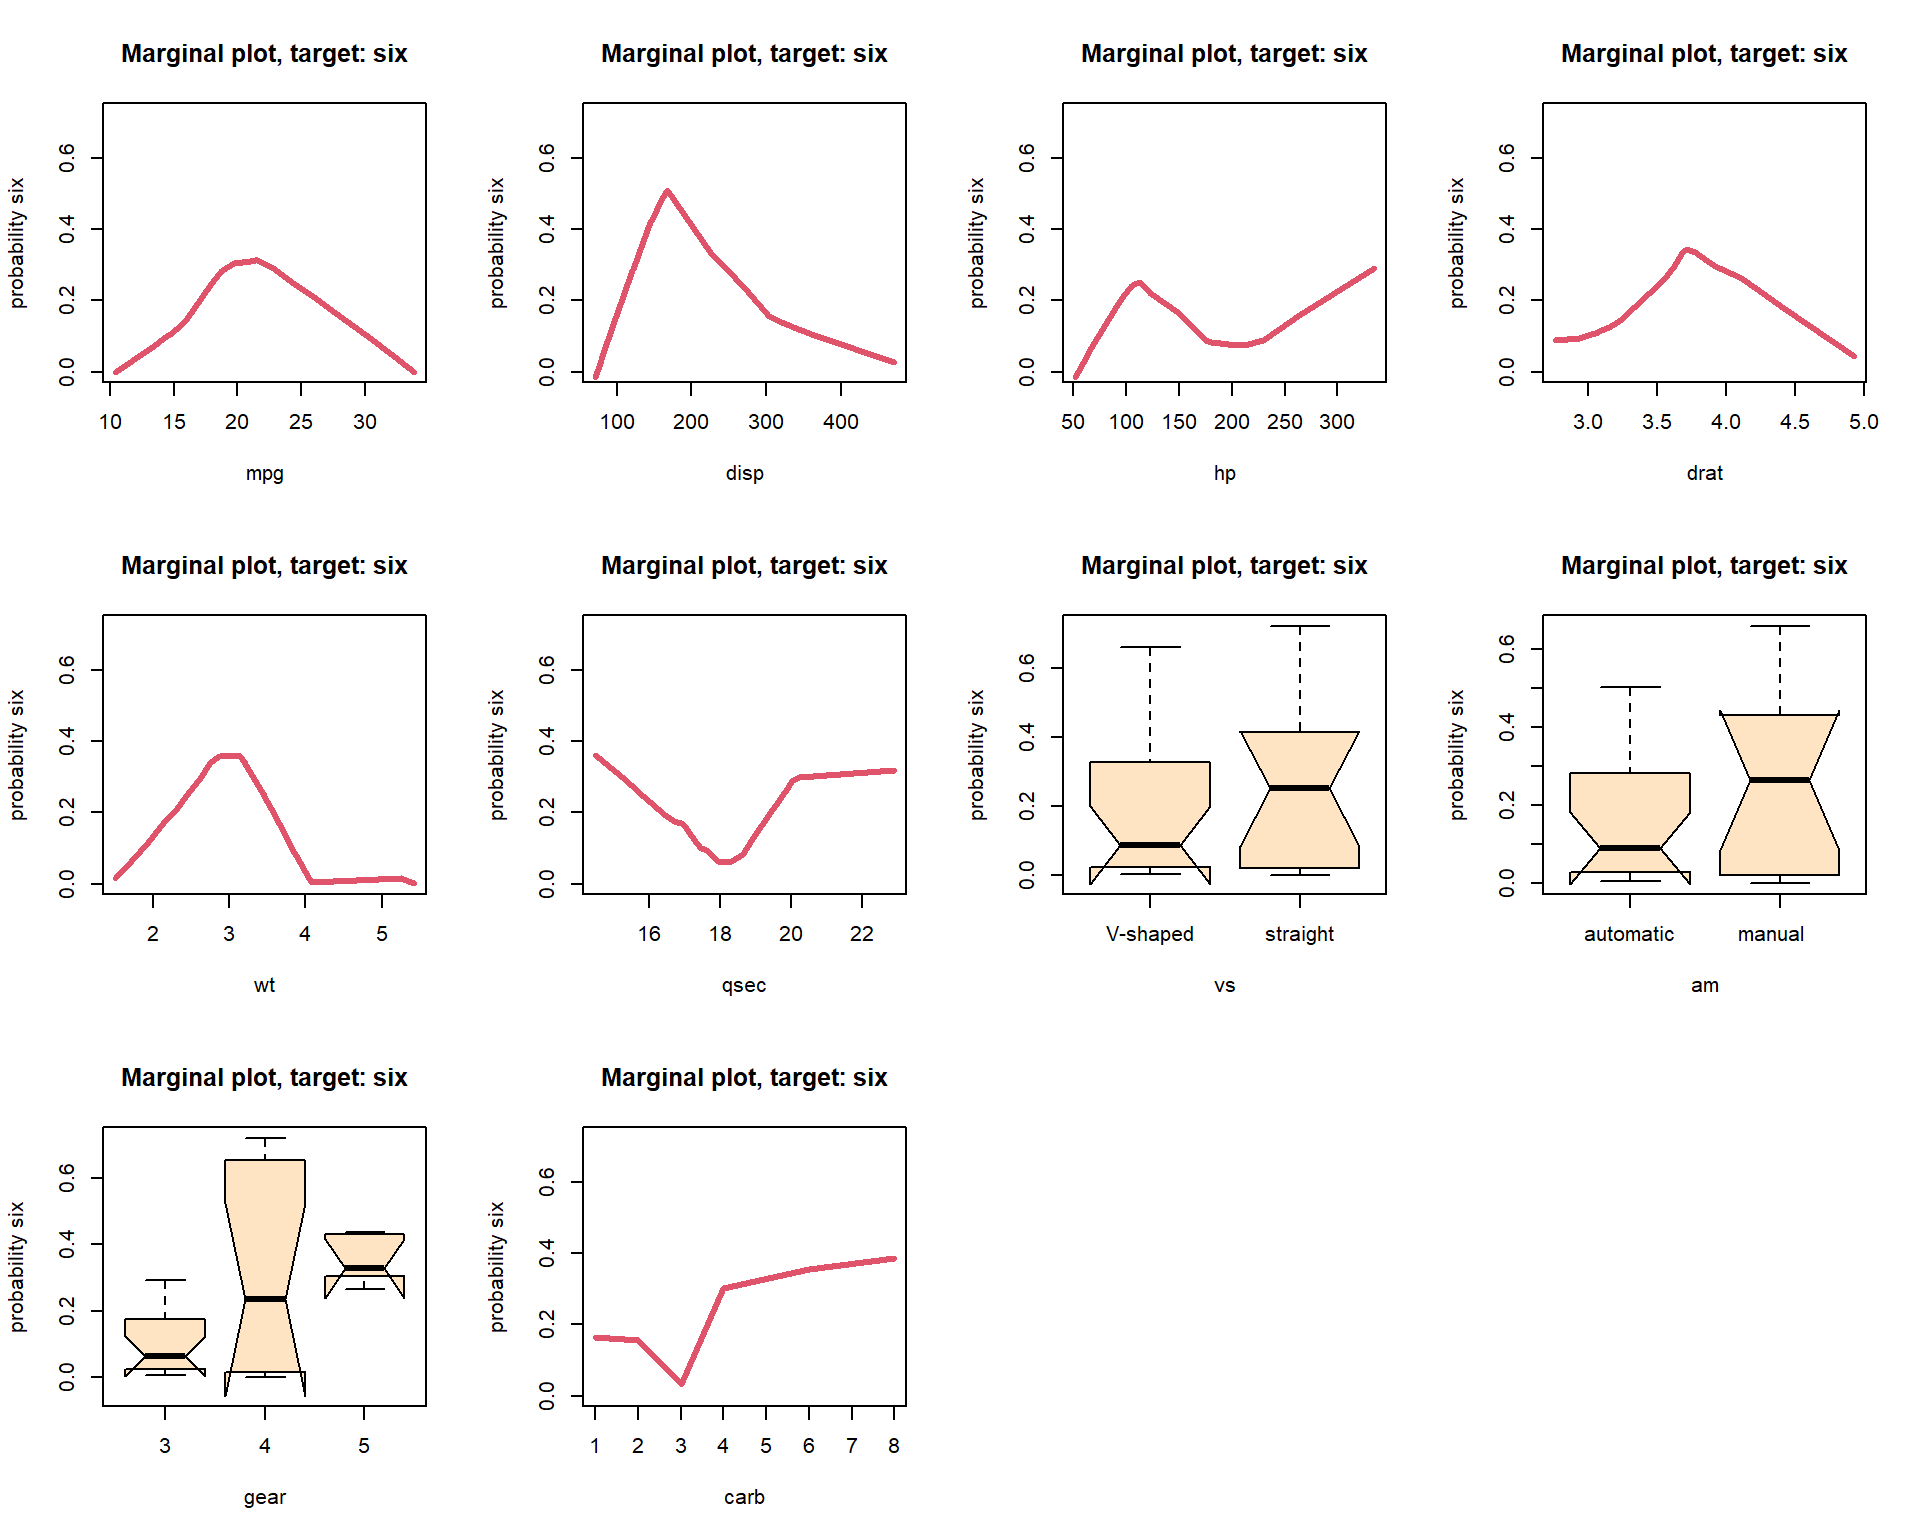 Marginal plot, target: six
probability six
0.0 0.2 0.4 0.6
10 15 20 25 30
mpg
Marginal plot, target: six
probability six
0.0 0.2 0.4 0.6
100 200 300 400
disp
Marginal plot, target: six
probability six
0.0 0.2 0.4 0.6
50 100 150 200 250 300
hp
Marginal plot, target: six
probability six
0.0 0.2 0.4 0.6
3.0 3.5 4.0 4.5 5.0
drat
Marginal plot, target: six
probability six
0.0 0.2 0.4 0.6
2 3 4 5
wt
Marginal plot, target: six
probability six
0.0 0.2 0.4 0.6
16 18 20 22
qsec
Marginal plot, target: six
probability six
0.0 0.2 0.4 0.6
V-shaped straight
vs
Marginal plot, target: six
probability six
0.0 0.2 0.4 0.6
automatic manual
am
Marginal plot, target: six
probability six
0.0 0.2 0.4 0.6
3 4 5
gear
Marginal plot, target: six
probability six
0.0 0.2 0.4 0.6
1 2 3 4 5 6 7 8
carb